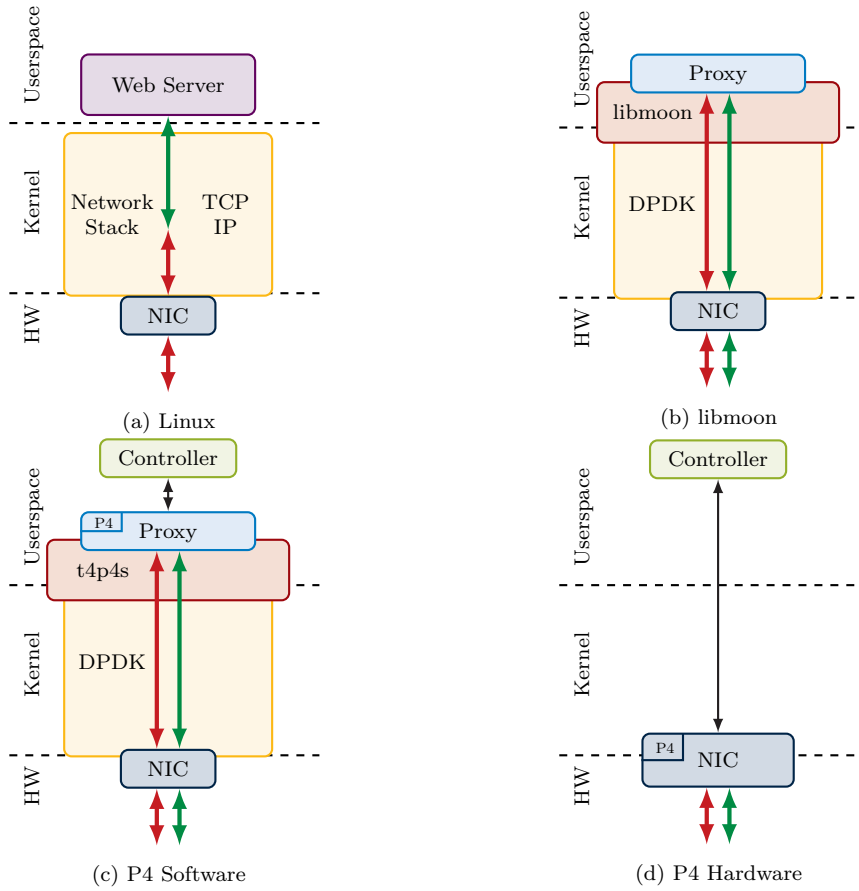 Userspace
Web Server
Kernel
Network
Stack
TCP
IP
HW
NIC
(a) Linux
Userspace
Proxy
libmoon
Kernel
DPDK
HW
NIC
(b) libmoon
Controller
Userspace
P4
Proxy
t4p4s
Kernel
DPDK
HW
NIC
(c) P4 Software
Controller
Userspace
Kernel
P4
NIC
HW
(d) P4 Hardware